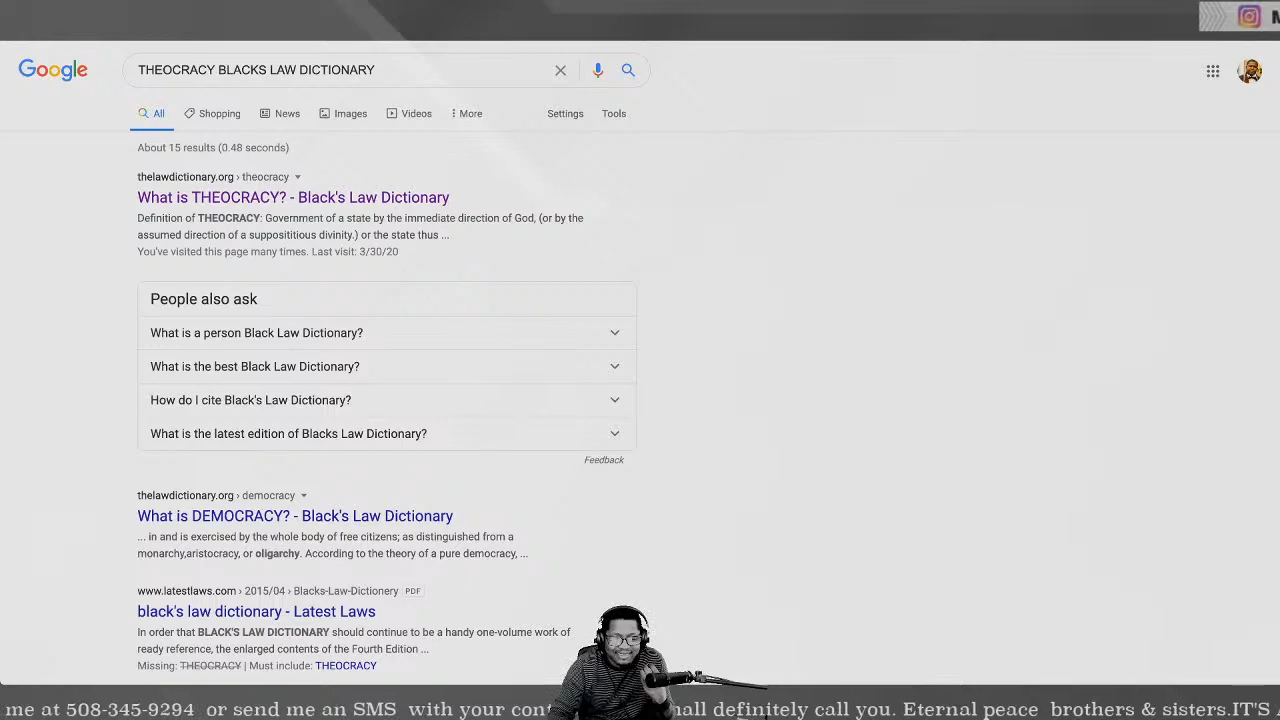 Google
THEOCRACY BLACKS LAW DICTIONARY
All Shopping News Images Videos More Settings Tools
About 15 results (0.48 seconds)
thelawdictionary.org › theocracy
What is THEOCRACY? - Black's Law Dictionary
Definition of THEOCRACY: Government of a state by the immediate direction of God, (or by the
assumed direction of a supposititious divinity.) or the state thus ...
You've visited this page many times. Last visit: 3/30/20
People also ask
What is a person Black Law Dictionary?
What is the best Black Law Dictionary?
How do I cite Black's Law Dictionary?
What is the latest edition of Blacks Law Dictionary?
Feedback
thelawdictionary.org › democracy
What is DEMOCRACY? - Black's Law Dictionary
... in and is exercised by the whole body of free citizens; as distinguished from a
monarchy,aristocracy, or oligarchy. According to the theory of a pure democracy, ...
www.latestlaws.com › 2015/04 › Blacks-Law-Dictionery PDF
black's law dictionary - Latest Laws
In order that BLACK'S LAW DICTIONARY should continue to be a handy one-volume work of
ready reference, the enlarged contents of the Fourth Edition ...
Missing: THEOCRACY | Must include: THEOCRACY
me at 508-345-9294 or send me an SMS with your definitely call you. Eternal peace brothers & sisters.IT'S